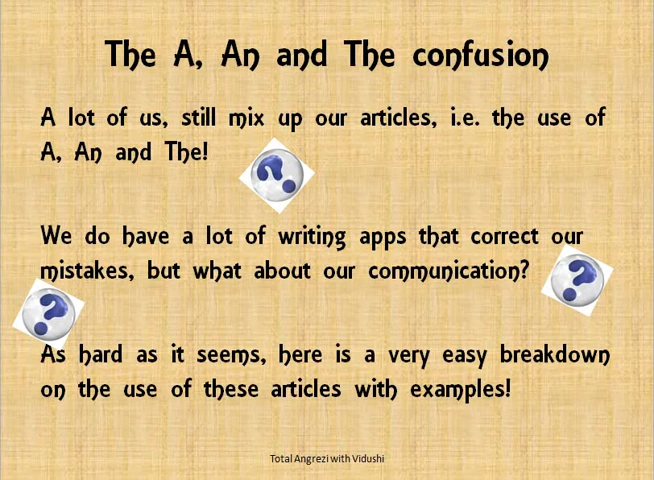 The A, An and The confusion
A lot of us, still mix up our articles, i.e. the use of
A, An and The!
We do have a lot of writing apps that correct our
mistakes, but what about our communication?
As hard as it seems, here is a very easy breakdown
on the use of these articles with examples!
Total Angrezi with Vidushi